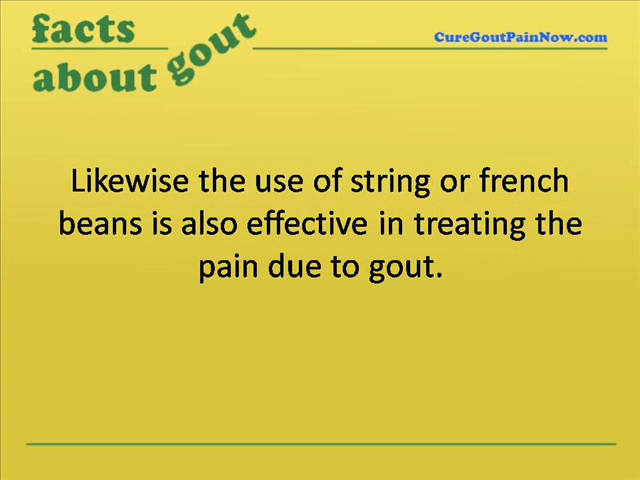 facts
about gout
CureGoutPainNow.com
Likewise the use of string or french
beans is also effective in treating the
pain due to gout.